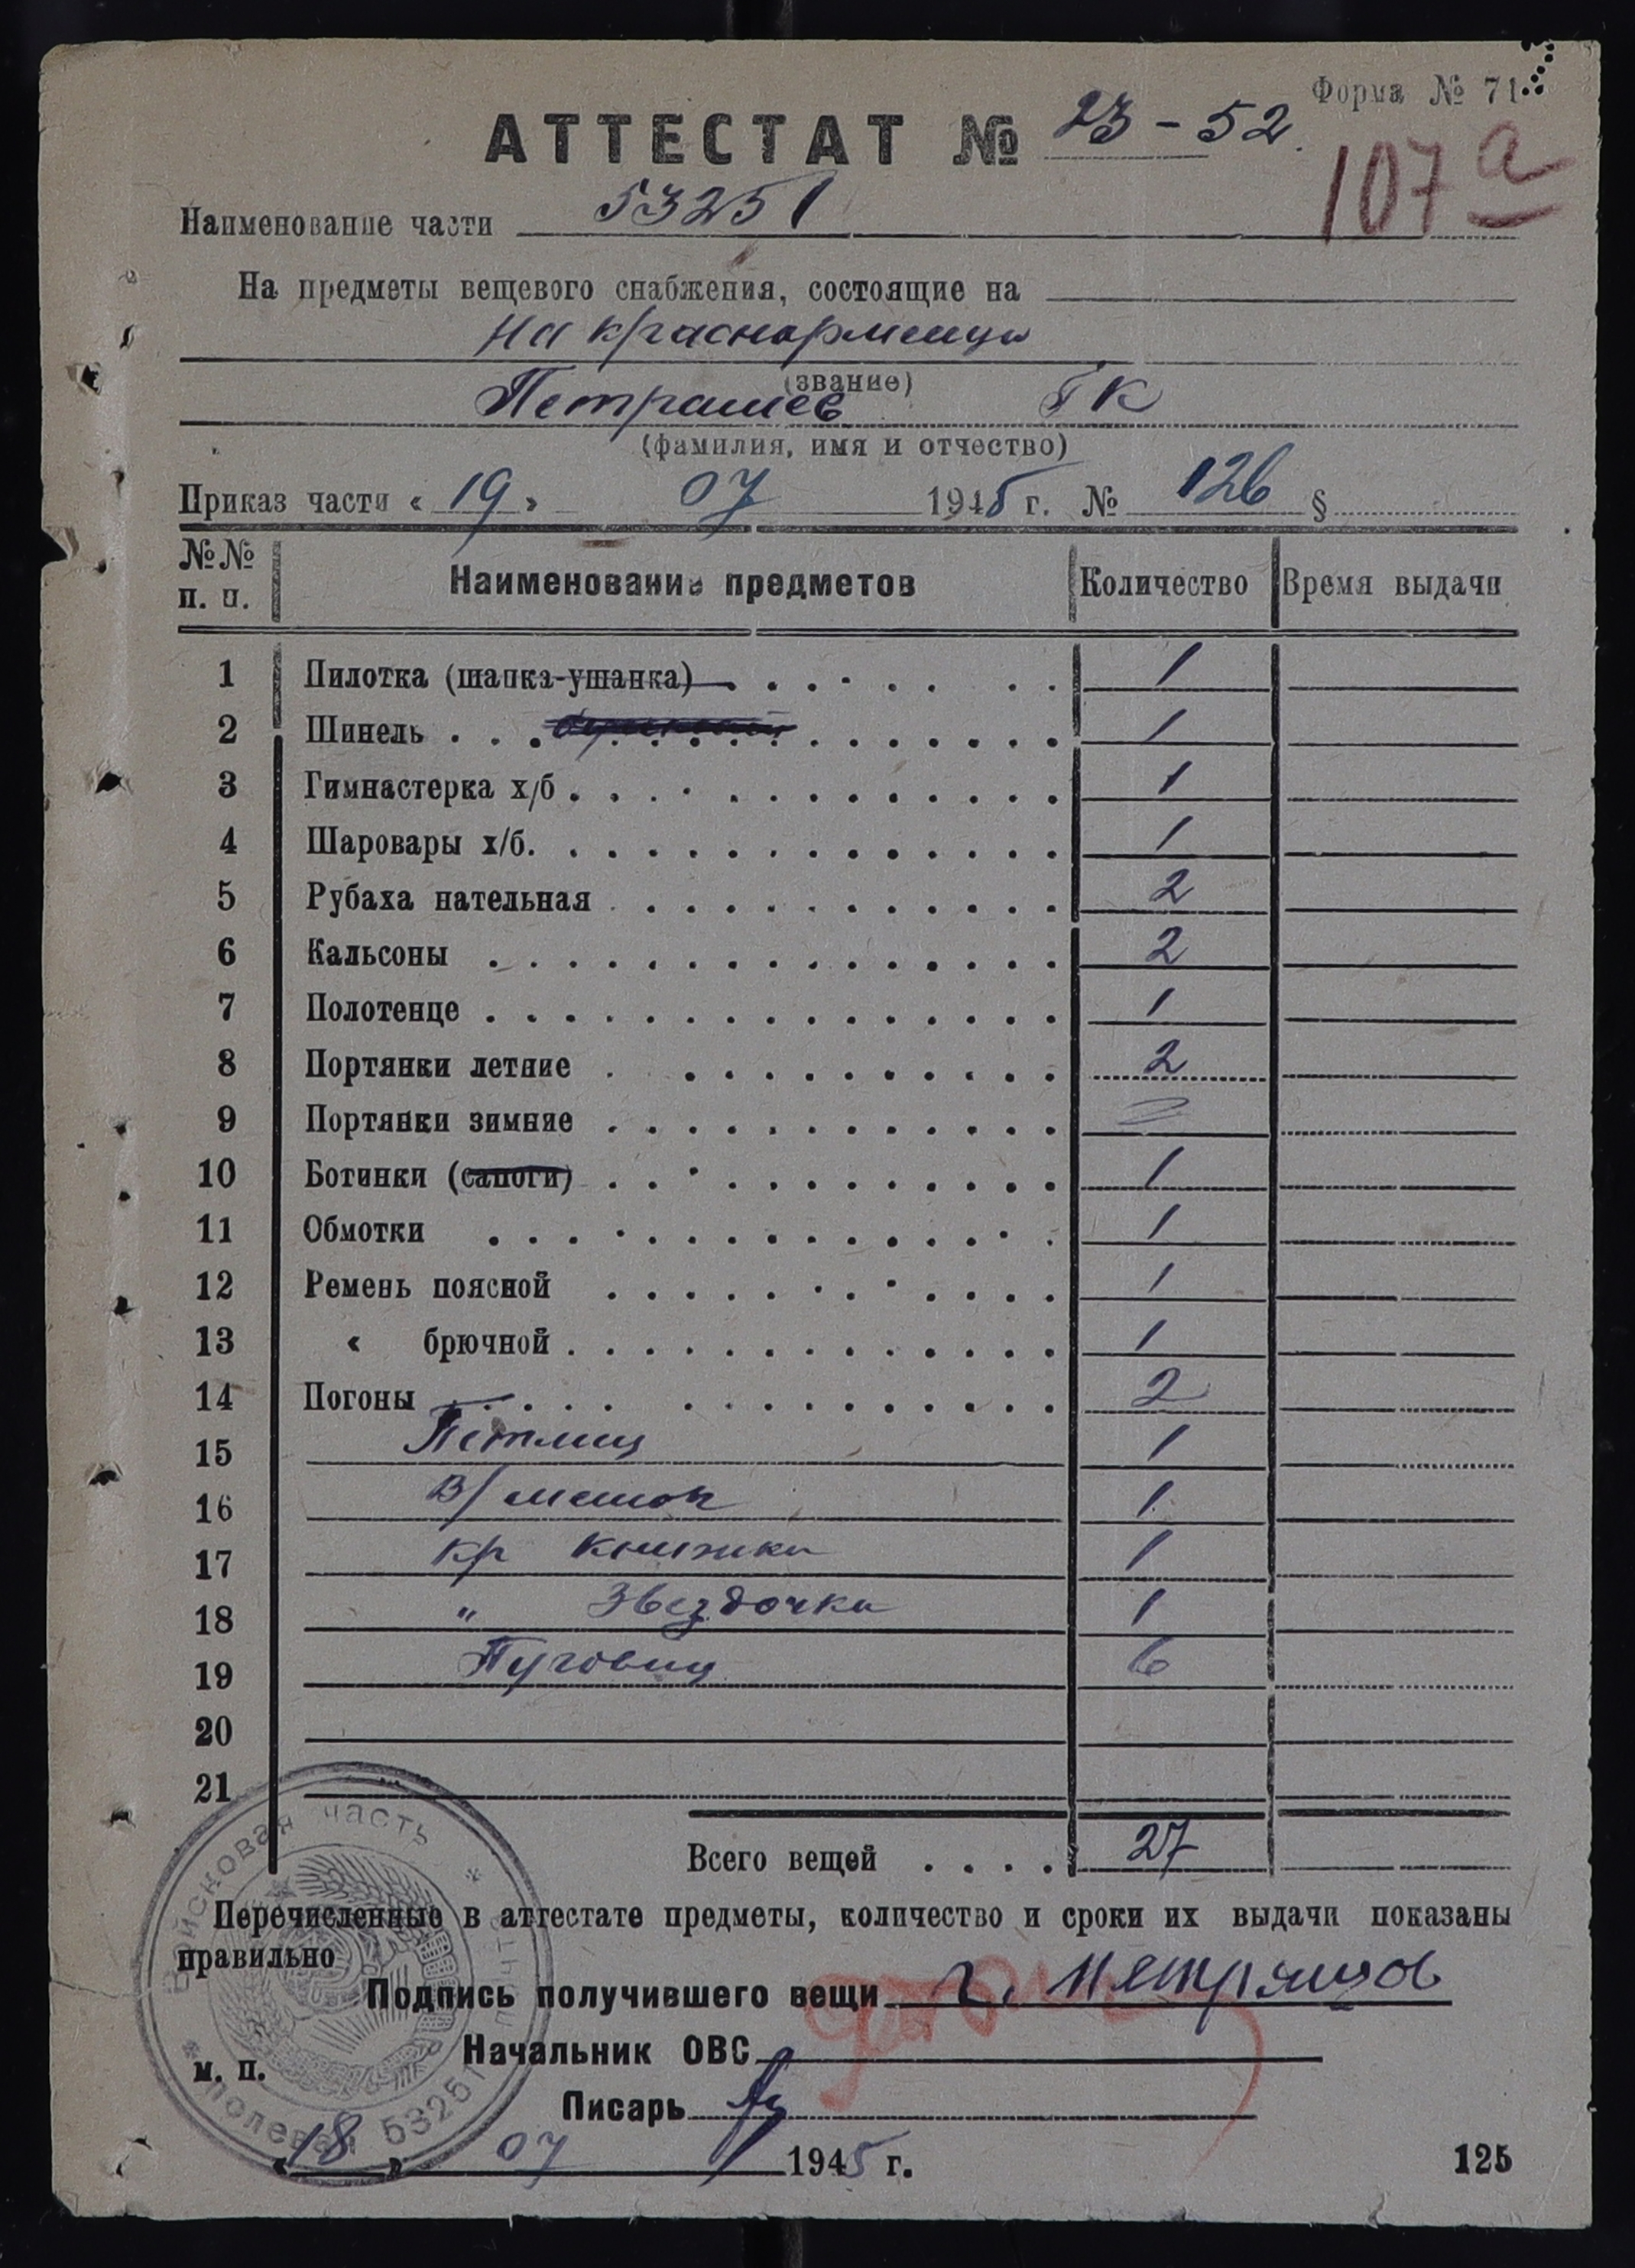 Форма № 71
АТТЕСТАТ № 23-52.
107 а
Наименование части 53251
На предметы вещевого снабжения, состоящие на
на красноармейца
(звание)
Петрашев ГК
(фамилия, имя и отчество)
Приказ части « 19 » 07 1945 г. № 126 §
№№ п. п. Наименование предметов Количество Время выдачи
1 Пилотка (шапка-ушанка) 1
2 Шинель 1
3 Гимнастерка х/б 1
4 Шаровары х/б. 1
5 Рубаха нательная 2
6 Кальсоны 2
7 Полотенце 1
8 Портянки летние 2
9 Портянки зимние
10 Ботинки (сапоги) 1
11 Обмотки 1
12 Ремень поясной 1
13 « брючной 1
14 Погоны 2
15 Петлиц 1
16 В/мешок 1
17 кр книжка 1
18 " Звездочка 1
19 Пуговиц 6
20
21
Всего вещей 27
Перечисленные в аттестате предметы, количество и сроки их выдачи показаны
правильно
Подпись получившего вещи г.
Начальник ОВС
м. п.
Писарь
« 18 » 07 1945 г.
125
Войсковая часть * полевая почта 53251 *